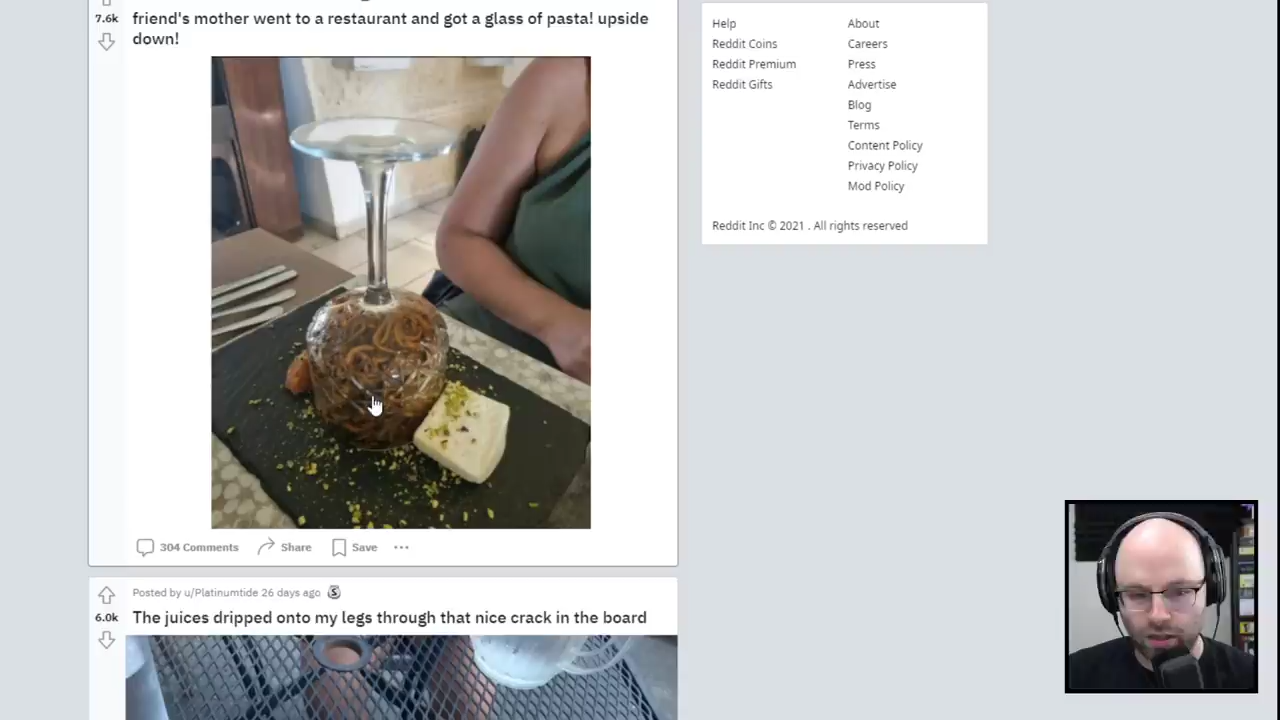 7.6k
friend's mother went to a restaurant and got a glass of pasta! upside
down!
304 Comments Share Save
Posted by u/Platinumtide 26 days ago
6.0k
The juices dripped onto my legs through that nice crack in the board
Help About
Reddit Coins Careers
Reddit Premium Press
Reddit Gifts Advertise
Blog
Terms
Content Policy
Privacy Policy
Mod Policy
Reddit Inc © 2021 . All rights reserved